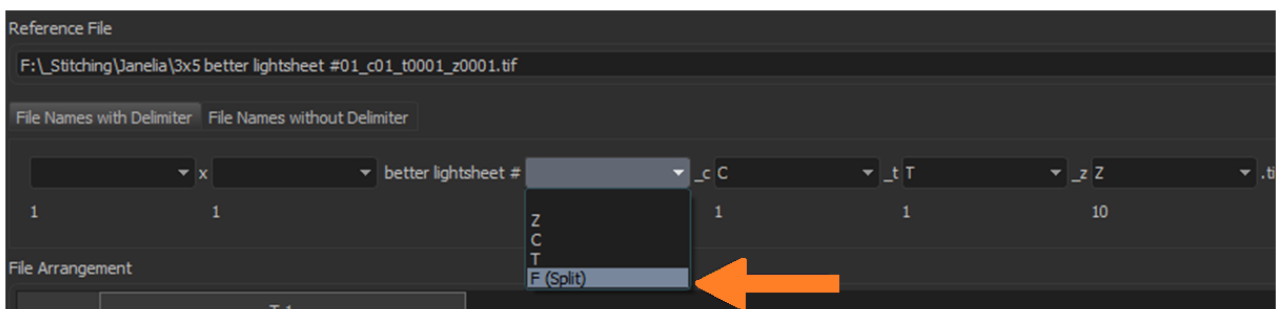 Reference File
F:\_Stitching\Janelia\3x5 better lightsheet #01_c01_t0001_z0001.tif
File Names with Delimiter File Names without Delimiter
x better lightsheet # _c C _t T _z Z .ti
1 1 1 1 10
Z
C
T
F (Split)
File Arrangement